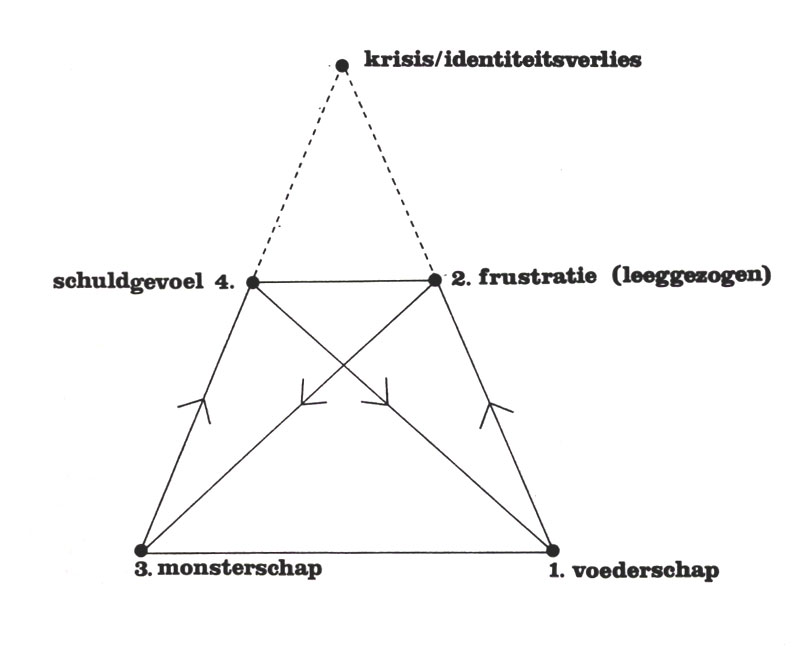 krisis/identiteitsverlies
schuldgevoel 4.
2. frustratie (leeggezogen)
3. monsterschap
1. voederschap